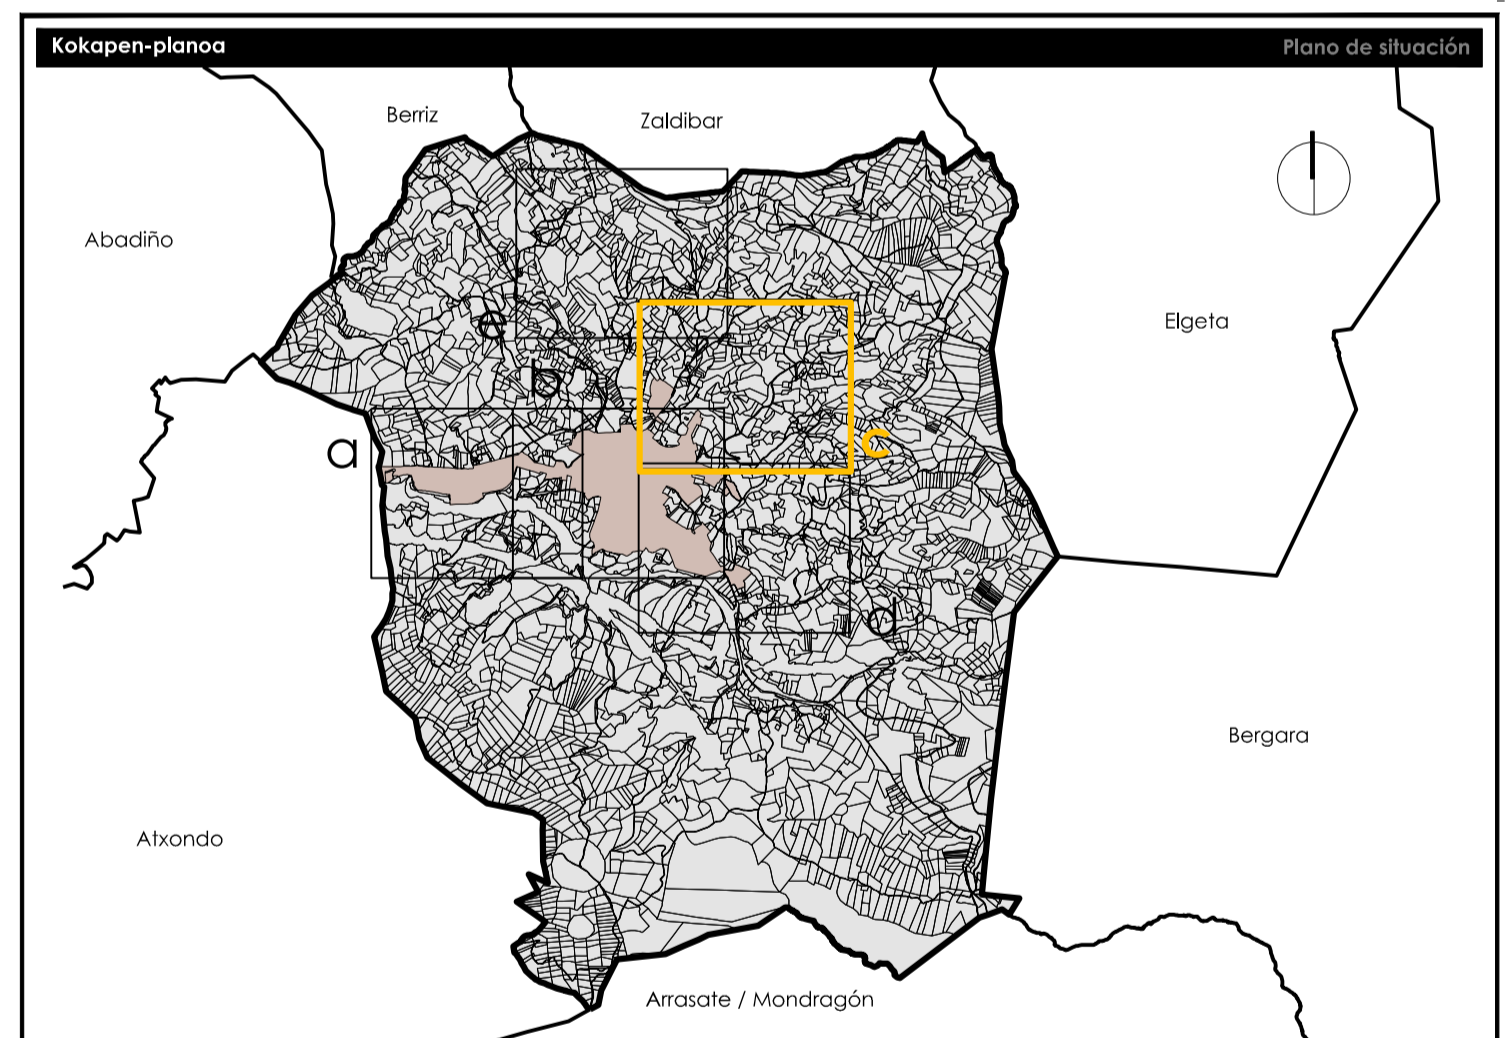 Kokapen-planoa
Plano de situación
Berriz
Zaldibar
Abadiño
Elgeta
e
b
a
c
d
Bergara
Atxondo
Arrasate / Mondragón